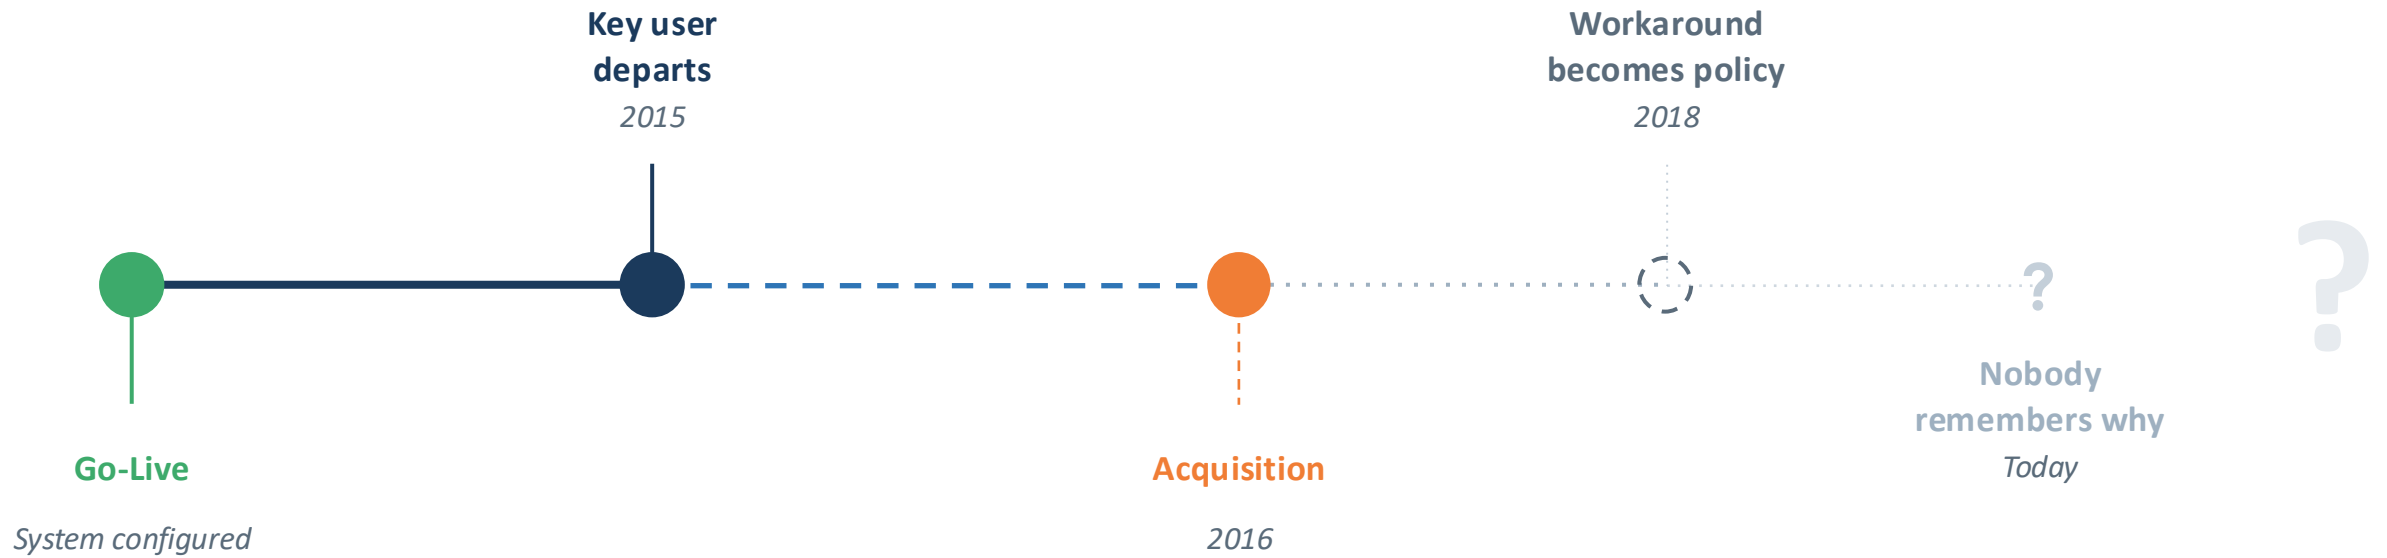 Key user
departs
2015
Workaround
becomes policy
2018
?
?
Nobody
remembers why
Today
Go-Live
System configured
Acquisition
2016